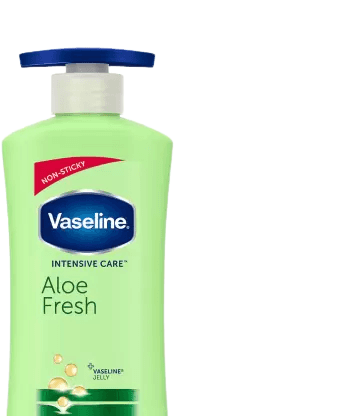 NON-STICKY
Vaseline®
INTENSIVE CARE™
Aloe
Fresh
VASELINE®
JELLY